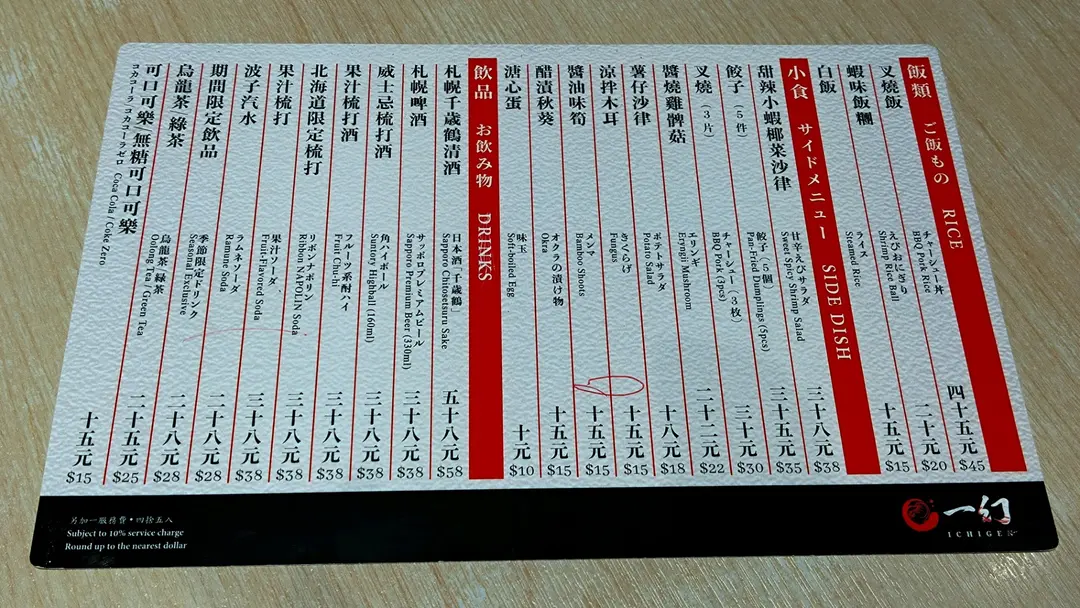 飯類 ご飯もの RICE
叉燒飯
チャーシュー丼
BBQ Pork Rice
四十五元
$45
蝦味飯糰
えびおにぎり
Shrimp Rice Ball
二十元
$20
白飯
ライス
Steamed Rice
十五元
$15
小食 サイドメニュー SIDE DISH
甜辣小蝦椰菜沙律
甘辛えびサラダ
Sweet Spicy Shrimp Salad
三十八元
$38
餃子（5件）
餃子（5個）
Pan-Fried Dumplings (5pcs)
三十五元
$35
叉燒（3片）
チャーシュー（3枚）
BBQ Pork (3pcs)
三十元
$30
醬燒雞髀菇
エリンギ
Eryngii Mushroom
二十二元
$22
薯仔沙律
ポテトサラダ
Potato Salad
十八元
$18
涼拌木耳
きくらげ
Fungus
十五元
$15
醬油味筍
メンマ
Bamboo Shoots
十五元
$15
醋漬秋葵
オクラの漬け物
Okra
十五元
$15
溏心蛋
味玉
Soft-boiled Egg
十元
$10
飲品 お飲み物 DRINKS
札幌千歳鶴清酒
日本酒「千歳鶴」
Sapporo Chitosetsuru Sake
五十八元
$58
札幌啤酒
サッポロプレミアムビール
Sapporo Premium Beer (330ml)
三十八元
$38
威士忌梳打酒
角ハイボール
Suntory Highball (160ml)
三十八元
$38
果汁梳打酒
フルーツ系酎ハイ
Fruit Chu-hi
三十八元
$38
北海道限定梳打
リボンナポリン
Ribbon NAPOLIN Soda
三十八元
$38
果汁梳打
果汁ソーダ
Fruit-Flavored Soda
三十八元
$38
波子汽水
ラムネソーダ
Ramune Soda
二十八元
$28
期間限定飲品
季節限定ドリンク
Seasonal Exclusive
二十八元
$28
烏龍茶/綠茶
烏龍茶/緑茶
Oolong Tea / Green Tea
二十五元
$25
可口可樂/無糖可口可樂
コカコーラ/コカコーラゼロ Coca Cola / Coke Zero
十五元
$15
另加一服務費・四捨五入
Subject to 10% service charge
Round up to the nearest dollar
一幻
ICHIGEN